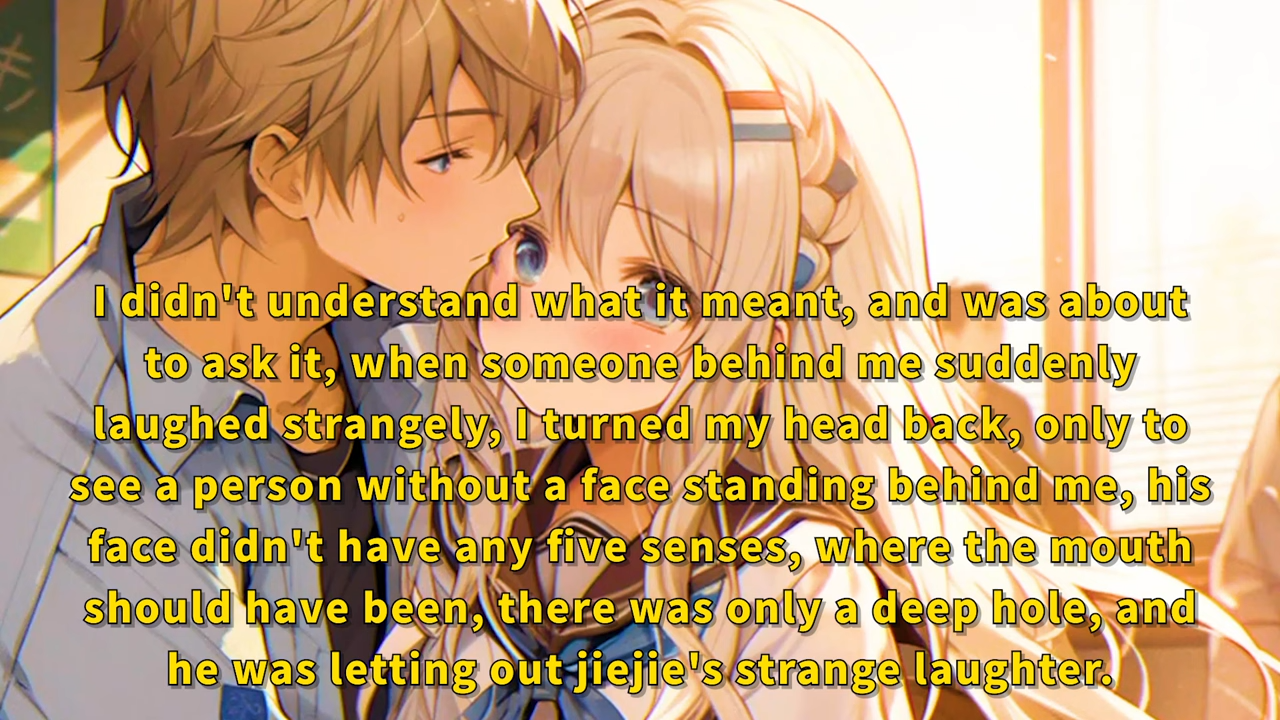 I didn't understand what it meant, and was about
to ask it, when someone behind me suddenly
laughed strangely, I turned my head back, only to
see a person without a face standing behind me, his
face didn't have any five senses, where the mouth
should have been, there was only a deep hole, and
he was letting out jiejie's strange laughter.